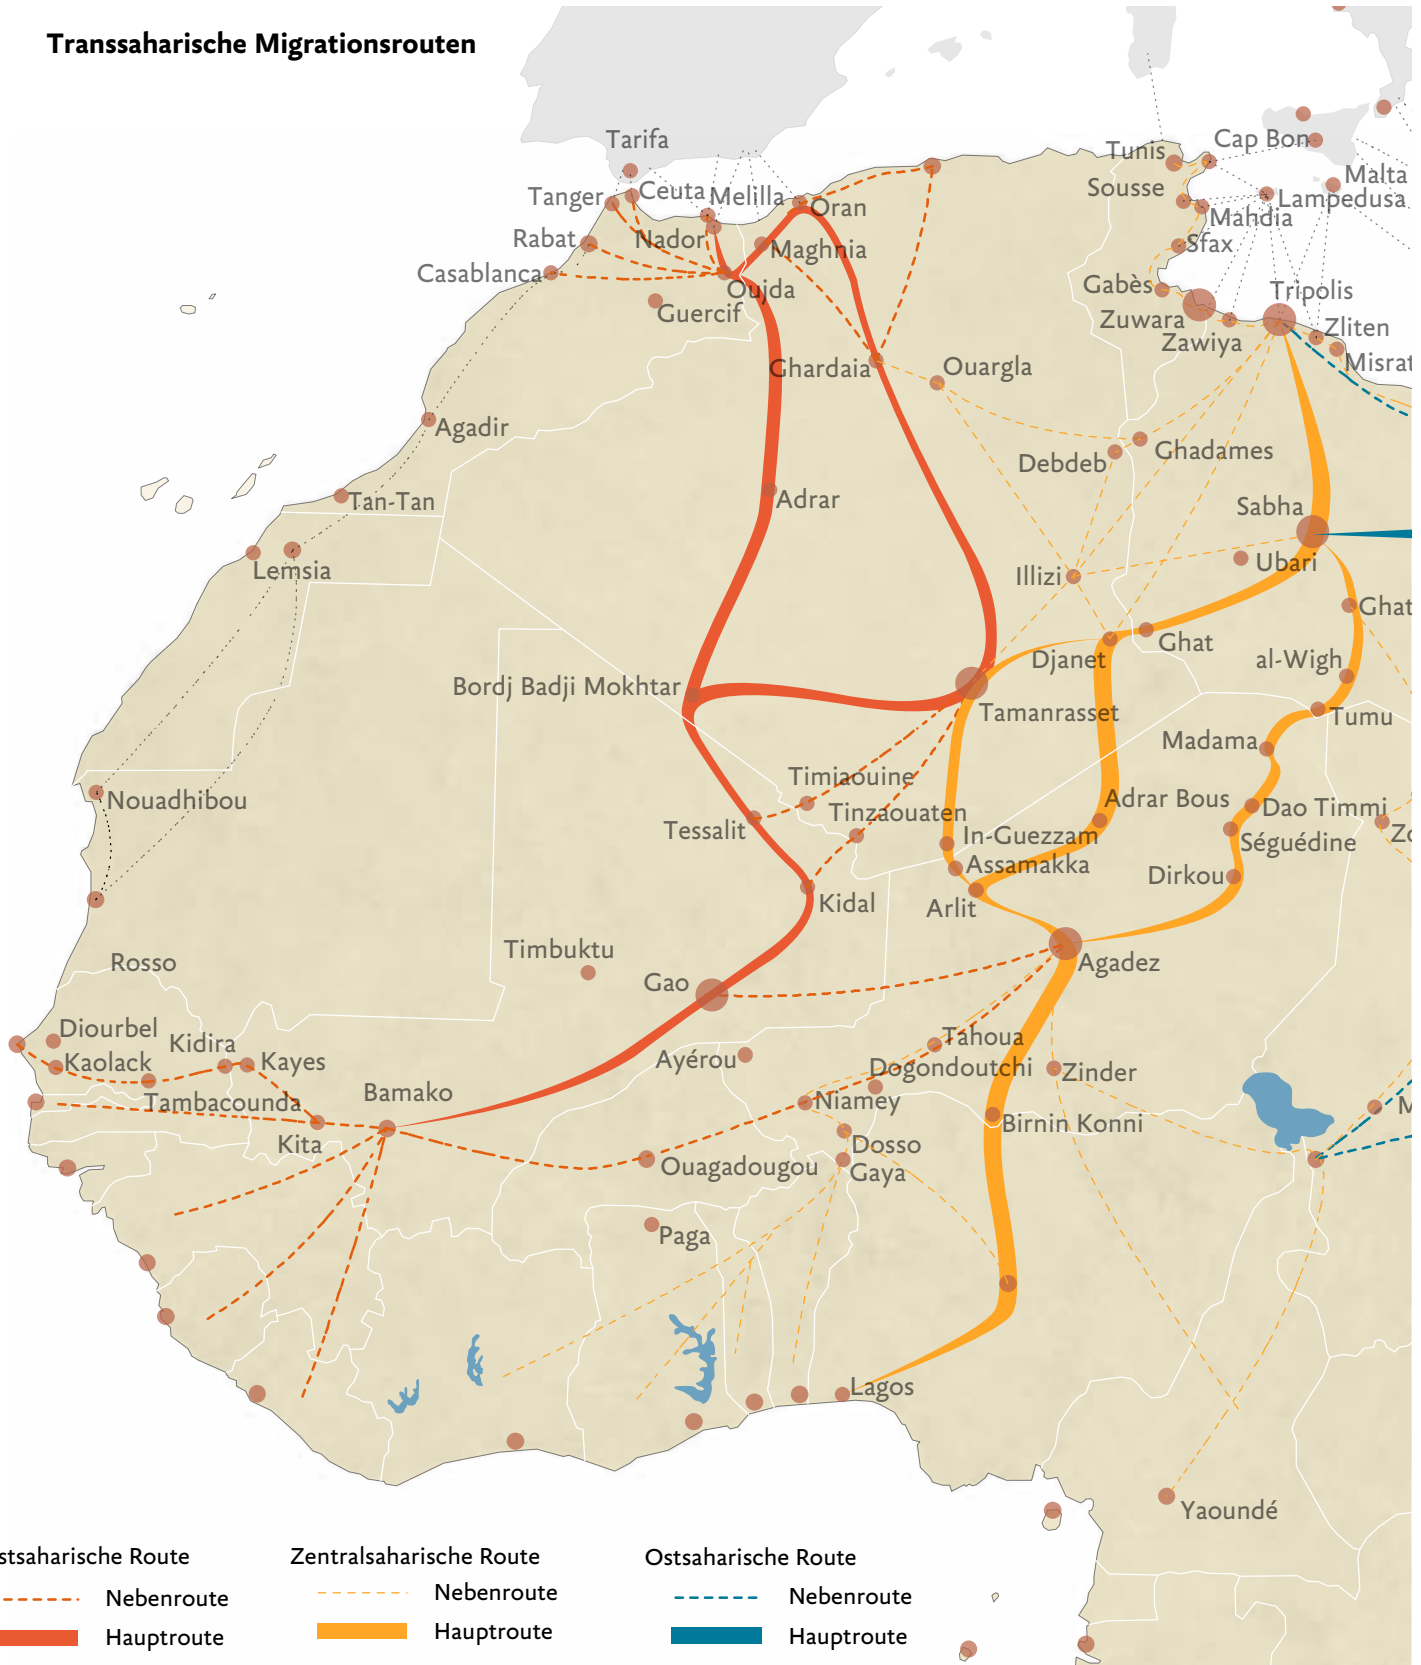 Transsaharische Migrationsrouten
Tarifa
Tunis
Cap Bon
Malta
Tanger
Ceuta
Melilla
Oran
Sousse
Lampedusa
Mahdia
Rabat
Nador
Maghnia
Sfax
Casablanca
Oujda
Gabès
Tripolis
Guercif
Zuwara
Zliten
Zawiya
Misrat
Ghardaia
Ouargla
Agadir
Debdeb
Ghadames
Tan-Tan
Adrar
Sabha
Lemsia
Illizi
Ubari
Ghat
Ghat
Djanet
al-Wigh
Bordj Badji Mokhtar
Tamanrasset
Tumu
Madama
Timiaouine
Nouadhibou
Adrar Bous
Dao Timmi
Tinzaouaten
Tessalit
In-Guezzam
Séguédine
Zo
Assamakka
Dirkou
Kidal
Arlit
Timbuktu
Rosso
Gao
Agadez
Diourbel
Kidira
Tahoua
Kaolack
Kayes
Ayérou
Dogondoutchi
Zinder
Bamako
Tambacounda
Niamey
M
Birnin Konni
Kita
Dosso
Ouagadougou
Gaya
Paga
Lagos
Yaoundé
stsaharische Route
Nebenroute
Hauptroute
Zentralsaharische Route
Nebenroute
Hauptroute
Ostsaharische Route
Nebenroute
Hauptroute